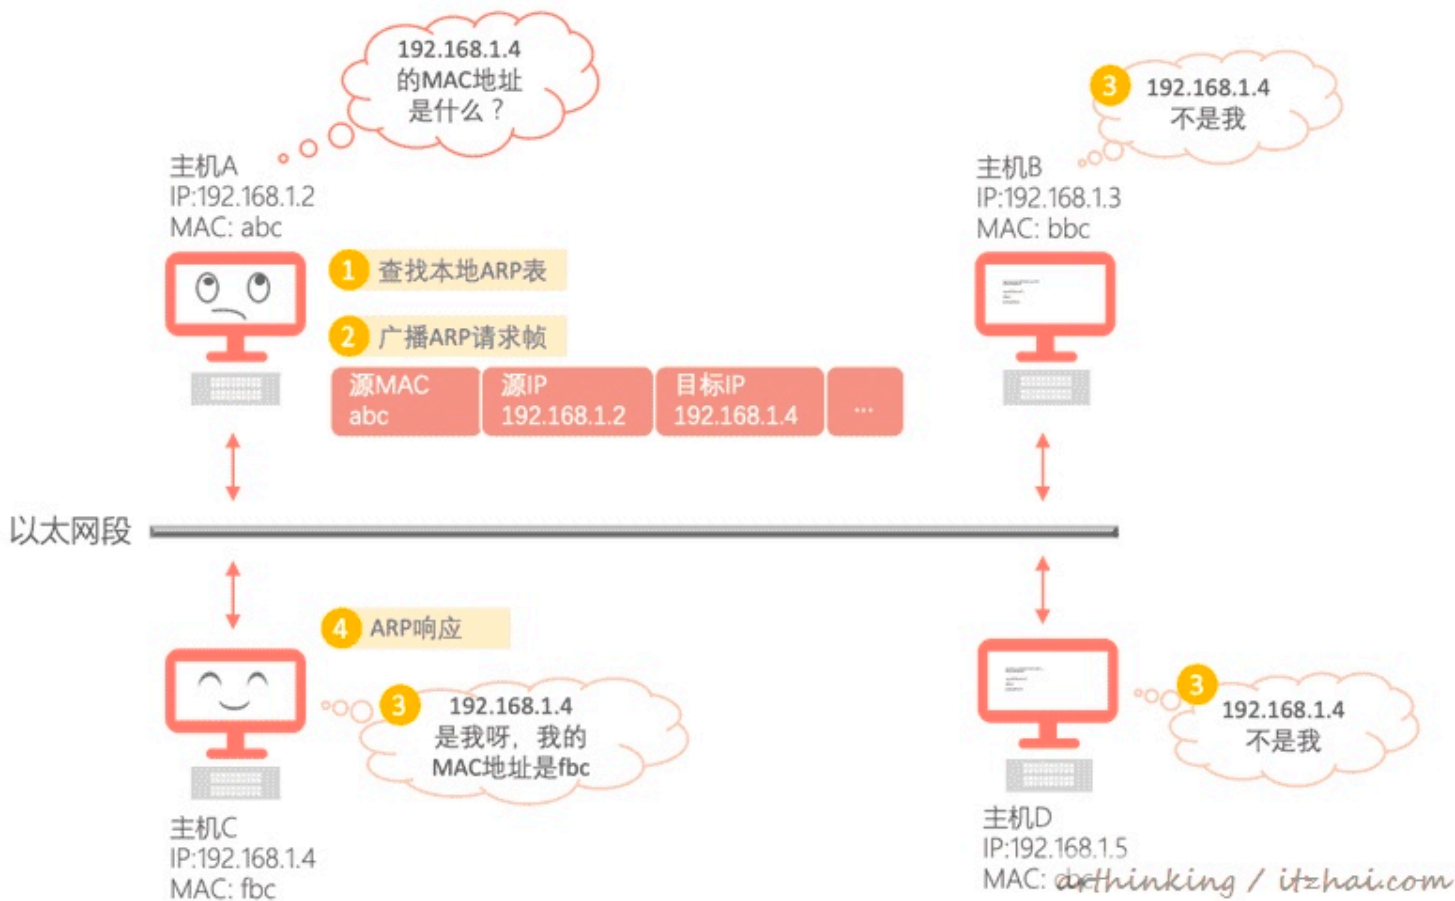 192.168.1.4
的MAC地址
是什么？
主机A
IP:192.168.1.2
MAC: abc
3
192.168.1.4
不是我
主机B
IP:192.168.1.3
MAC: bbc
1 查找本地ARP表
2 广播ARP请求帧
源MAC 源IP 目标IP
abc 192.168.1.2 192.168.1.4 ...
以太网段
4 ARP响应
3
192.168.1.4
是我呀，我的
MAC地址是fbc
主机C
IP:192.168.1.4
MAC: fbc
3
192.168.1.4
不是我
主机D
IP:192.168.1.5
MAC:
arthinking / itzhai.com